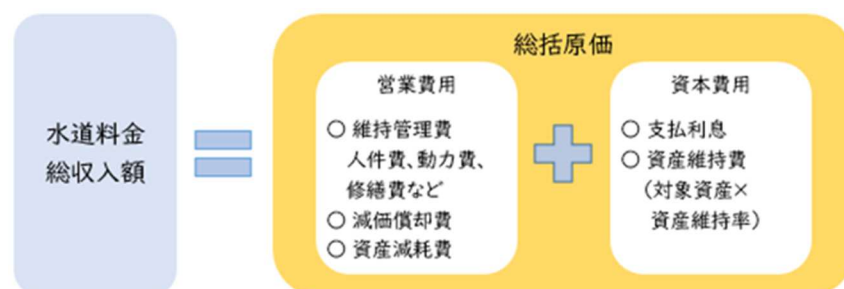 水道料金
総収入額
総括原価
営業費用
○ 維持管理費
人件費、動力費、
修繕費など
○ 減価償却費
○ 資産減耗費
資本費用
○ 支払利息
○ 資産維持費
（対象資産×
資産維持率）